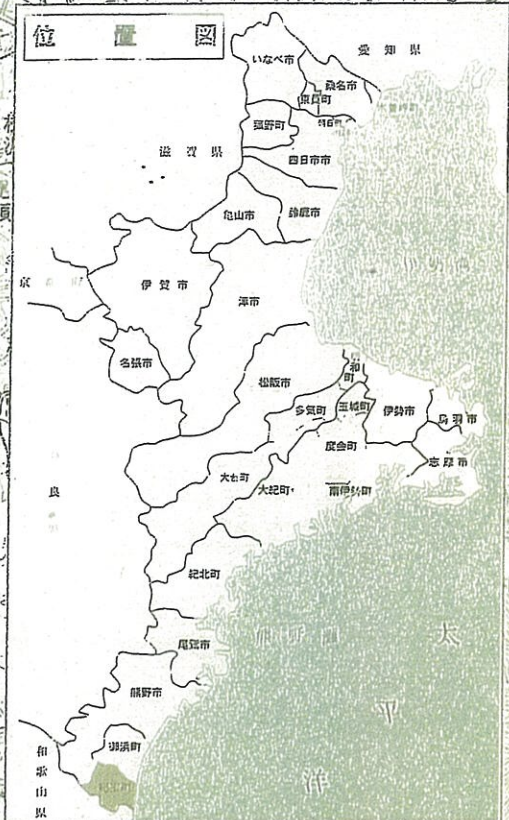 位置図
愛知県
いなべ市
桑名市
東員町
菰野町
滋賀県
四日市市
亀山市
鈴鹿市
京
伊賀市
津市
名張市
松阪市
和町
多気町
玉城町
伊勢市
鳥羽市
度会町
志摩市
大台町
大紀町
南伊勢町
良
紀北町
尾鷲市
太平洋
熊野市
御浜町
和歌山県